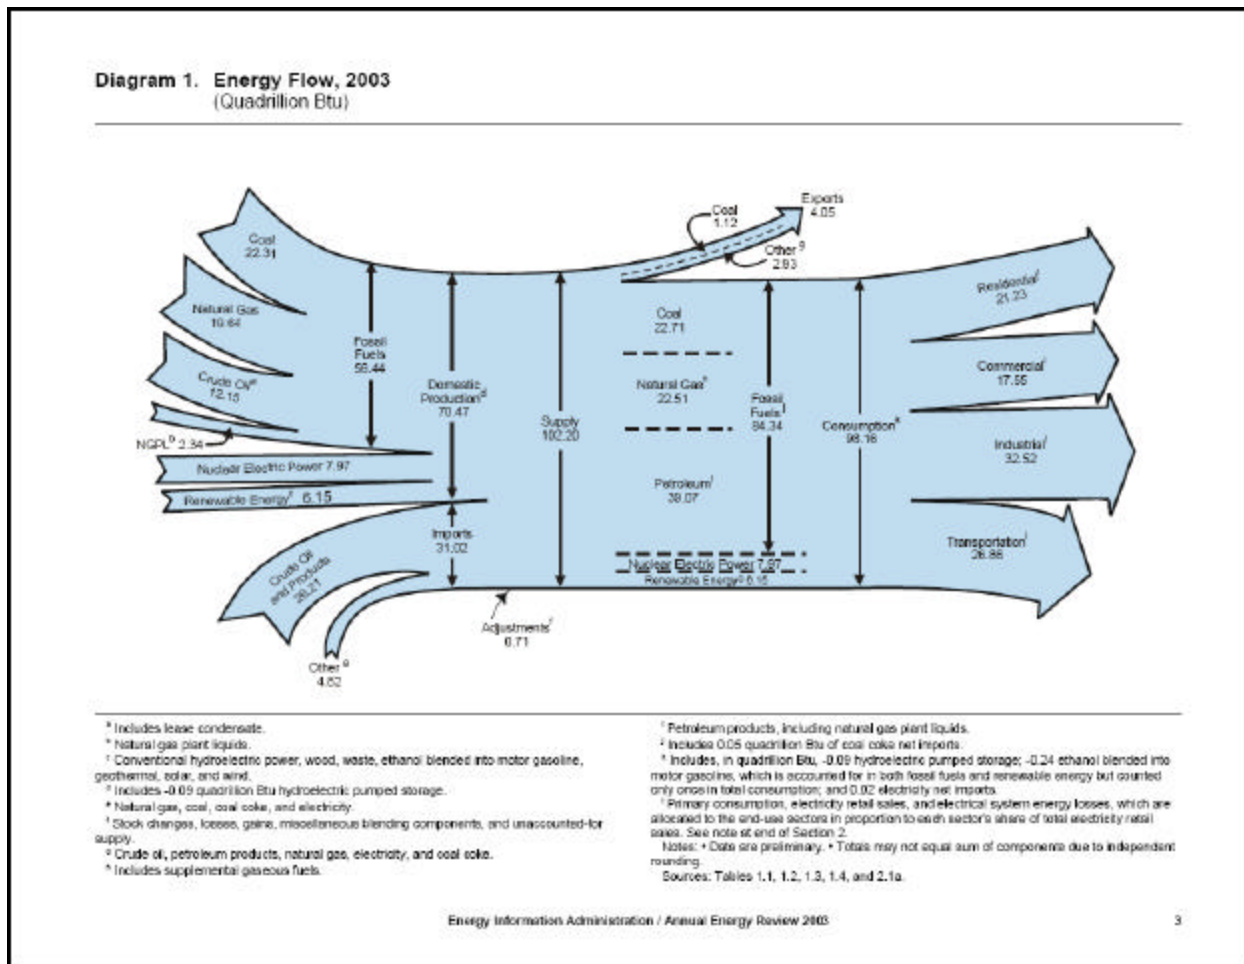 Diagram 1. Energy Flow, 2003
(Quadrillion Btu)
Coal
22.31
Natural Gas
19.64
Crude Oil a
12.15
NGPL b 2.34
Nuclear Electric Power 7.97
Renewable Energy c 6.15
Crude Oil
and Products
26.21
Other e
4.82
Fossil
Fuels
56.44
Domestic
Production d
70.47
Imports
31.02
Adjustments f
0.71
Supply
102.20
Coal
1.12
Exports
4.05
Other g
2.93
Coal
22.71
Natural Gas h
22.51
Petroleum i
39.07
Nuclear Electric Power 7.97
Renewable Energy c 6.15
Fossil
Fuels j
84.34
Consumption k
98.16
Residential l
21.23
Commercial l
17.55
Industrial l
32.52
Transportation l
26.86
a Includes lease condensate.
b Natural gas plant liquids.
c Conventional hydroelectric power, wood, waste, ethanol blended into motor gasoline,
geothermal, solar, and wind.
d Includes -0.09 quadrillion Btu hydroelectric pumped storage.
e Natural gas, coal, coal coke, and electricity.
f Stock changes, losses, gains, miscellaneous blending components, and unaccounted-for
supply.
g Crude oil, petroleum products, natural gas, electricity, and coal coke.
h Includes supplemental gaseous fuels.
i Petroleum products, including natural gas plant liquids.
j Includes 0.05 quadrillion Btu of coal coke net imports.
k Includes, in quadrillion Btu, -0.09 hydroelectric pumped storage; -0.24 ethanol blended into
motor gasoline, which is accounted for in both fossil fuels and renewable energy but counted
only once in total consumption; and 0.02 electricity net imports.
l Primary consumption, electricity retail sales, and electrical system energy losses, which are
allocated to the end-use sectors in proportion to each sector's share of total electricity retail
sales. See note at end of Section 2.
Notes: • Data are preliminary. • Totals may not equal sum of components due to independent
rounding.
Sources: Tables 1.1, 1.2, 1.3, 1.4, and 2.1a.
Energy Information Administration / Annual Energy Review 2003
3